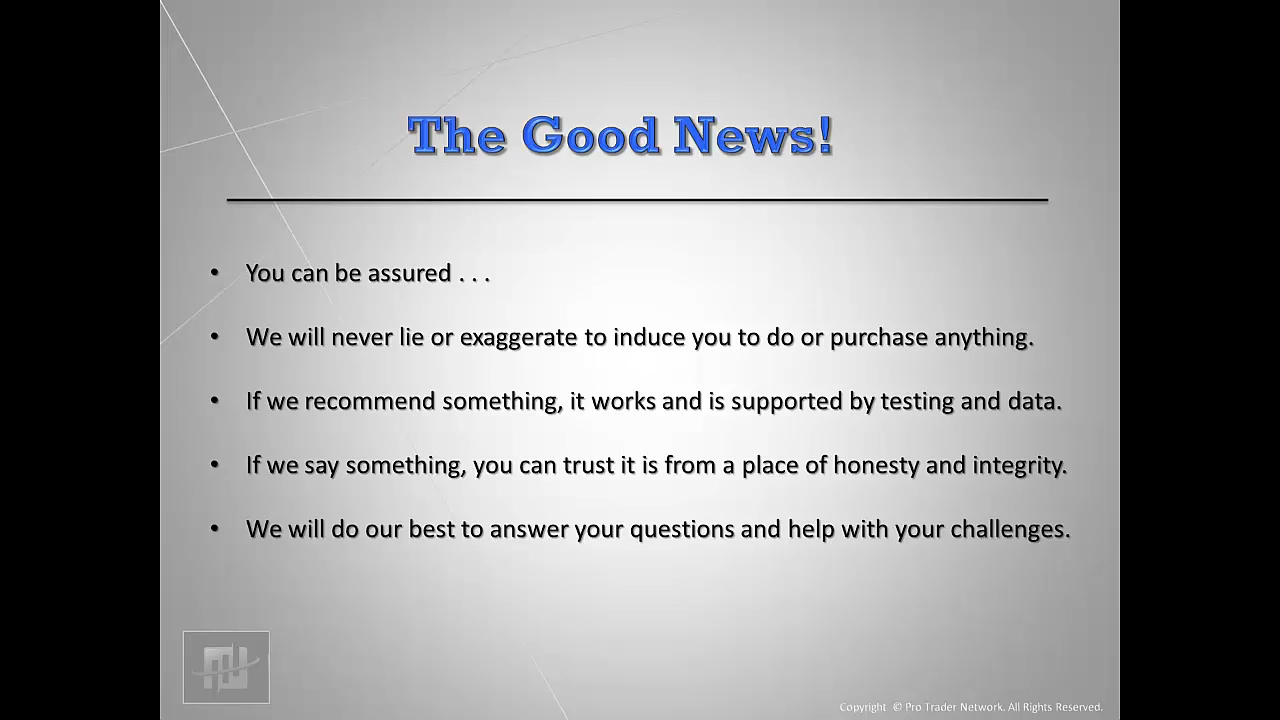 The Good News!
• You can be assured . . .
• We will never lie or exaggerate to induce you to do or purchase anything.
• If we recommend something, it works and is supported by testing and data.
• If we say something, you can trust it is from a place of honesty and integrity.
• We will do our best to answer your questions and help with your challenges.
Copyright © Pro Trader Network. All Rights Reserved.